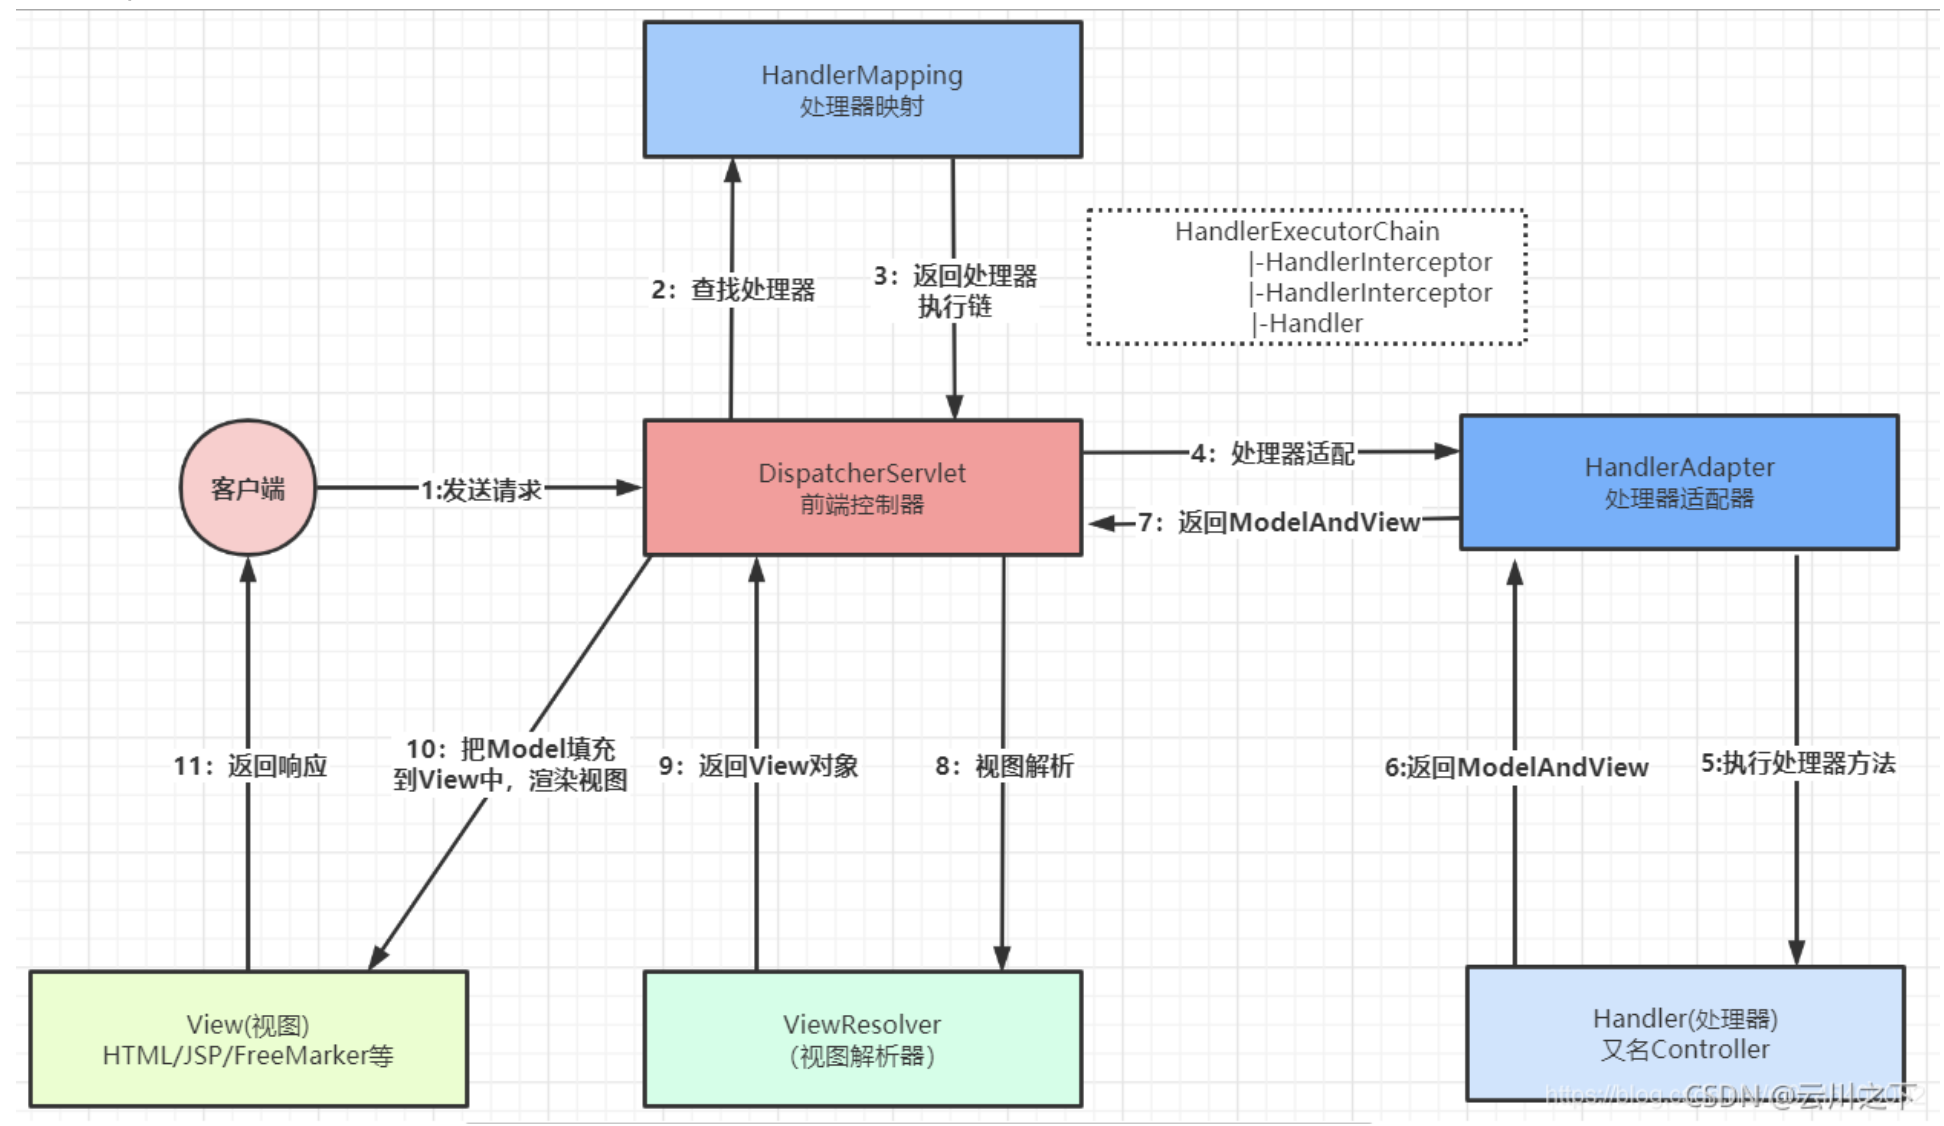 HandlerMapping
处理器映射
HandlerExecutorChain
|-HandlerInterceptor
|-HandlerInterceptor
|-Handler
2：查找处理器
3：返回处理器
执行链
客户端
1:发送请求
DispatcherServlet
前端控制器
4：处理器适配
HandlerAdapter
处理器适配器
7：返回ModelAndView
11：返回响应
10：把Model填充
到View中，渲染视图
9：返回View对象
8：视图解析
6:返回ModelAndView
5:执行处理器方法
View(视图)
HTML/JSP/FreeMarker等
ViewResolver
（视图解析器）
Handler(处理器)
又名Controller
CSDN @云川之下